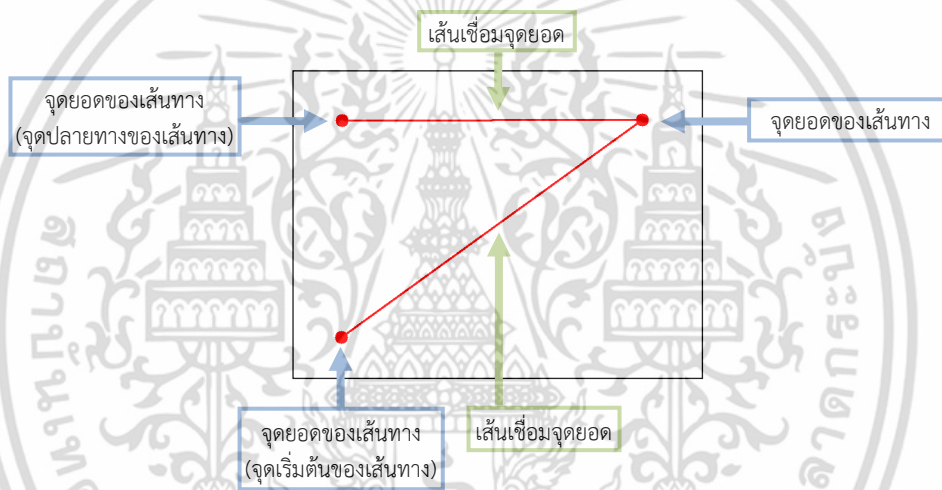 เส้นเชื่อมจุดยอด
จุดยอดของเส้นทาง
(จุดปลายทางของเส้นทาง)
จุดยอดของเส้นทาง
จุดยอดของเส้นทาง
(จุดเริ่มต้นของเส้นทาง)
เส้นเชื่อมจุดยอด